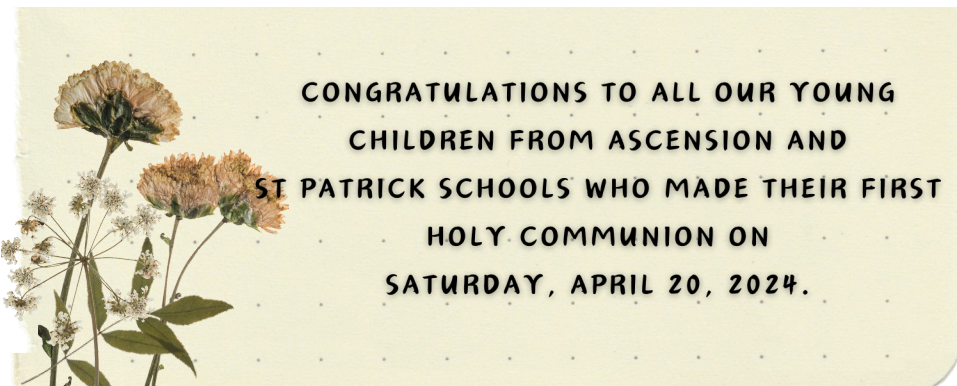 CONGRATULATIONS TO ALL OUR YOUNG
CHILDREN FROM ASCENSION AND
ST PATRICK SCHOOLS WHO MADE THEIR FIRST
HOLY COMMUNION ON
SATURDAY, APRIL 20, 2024.